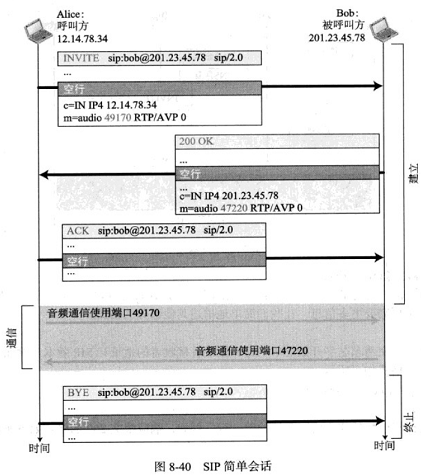 Alice:
呼叫方
12.14.78.34
Bob:
被呼叫方
201.23.45.78
INVITE sip:bob@201.23.45.78 sip/2.0
...
空行
c=IN IP4 12.14.78.34
m=audio 49170 RTP/AVP 0
200 OK
...
空行
...
c=IN IP4 201.23.45.78
m=audio 47220 RTP/AVP 0
建立
ACK sip:bob@201.23.45.78 sip/2.0
...
空行
...
通信
音频通信使用端口49170
音频通信使用端口47220
BYE sip:bob@201.23.45.78 sip/2.0
...
空行
...
终止
时间
时间
图 8-40 SIP 简单会话